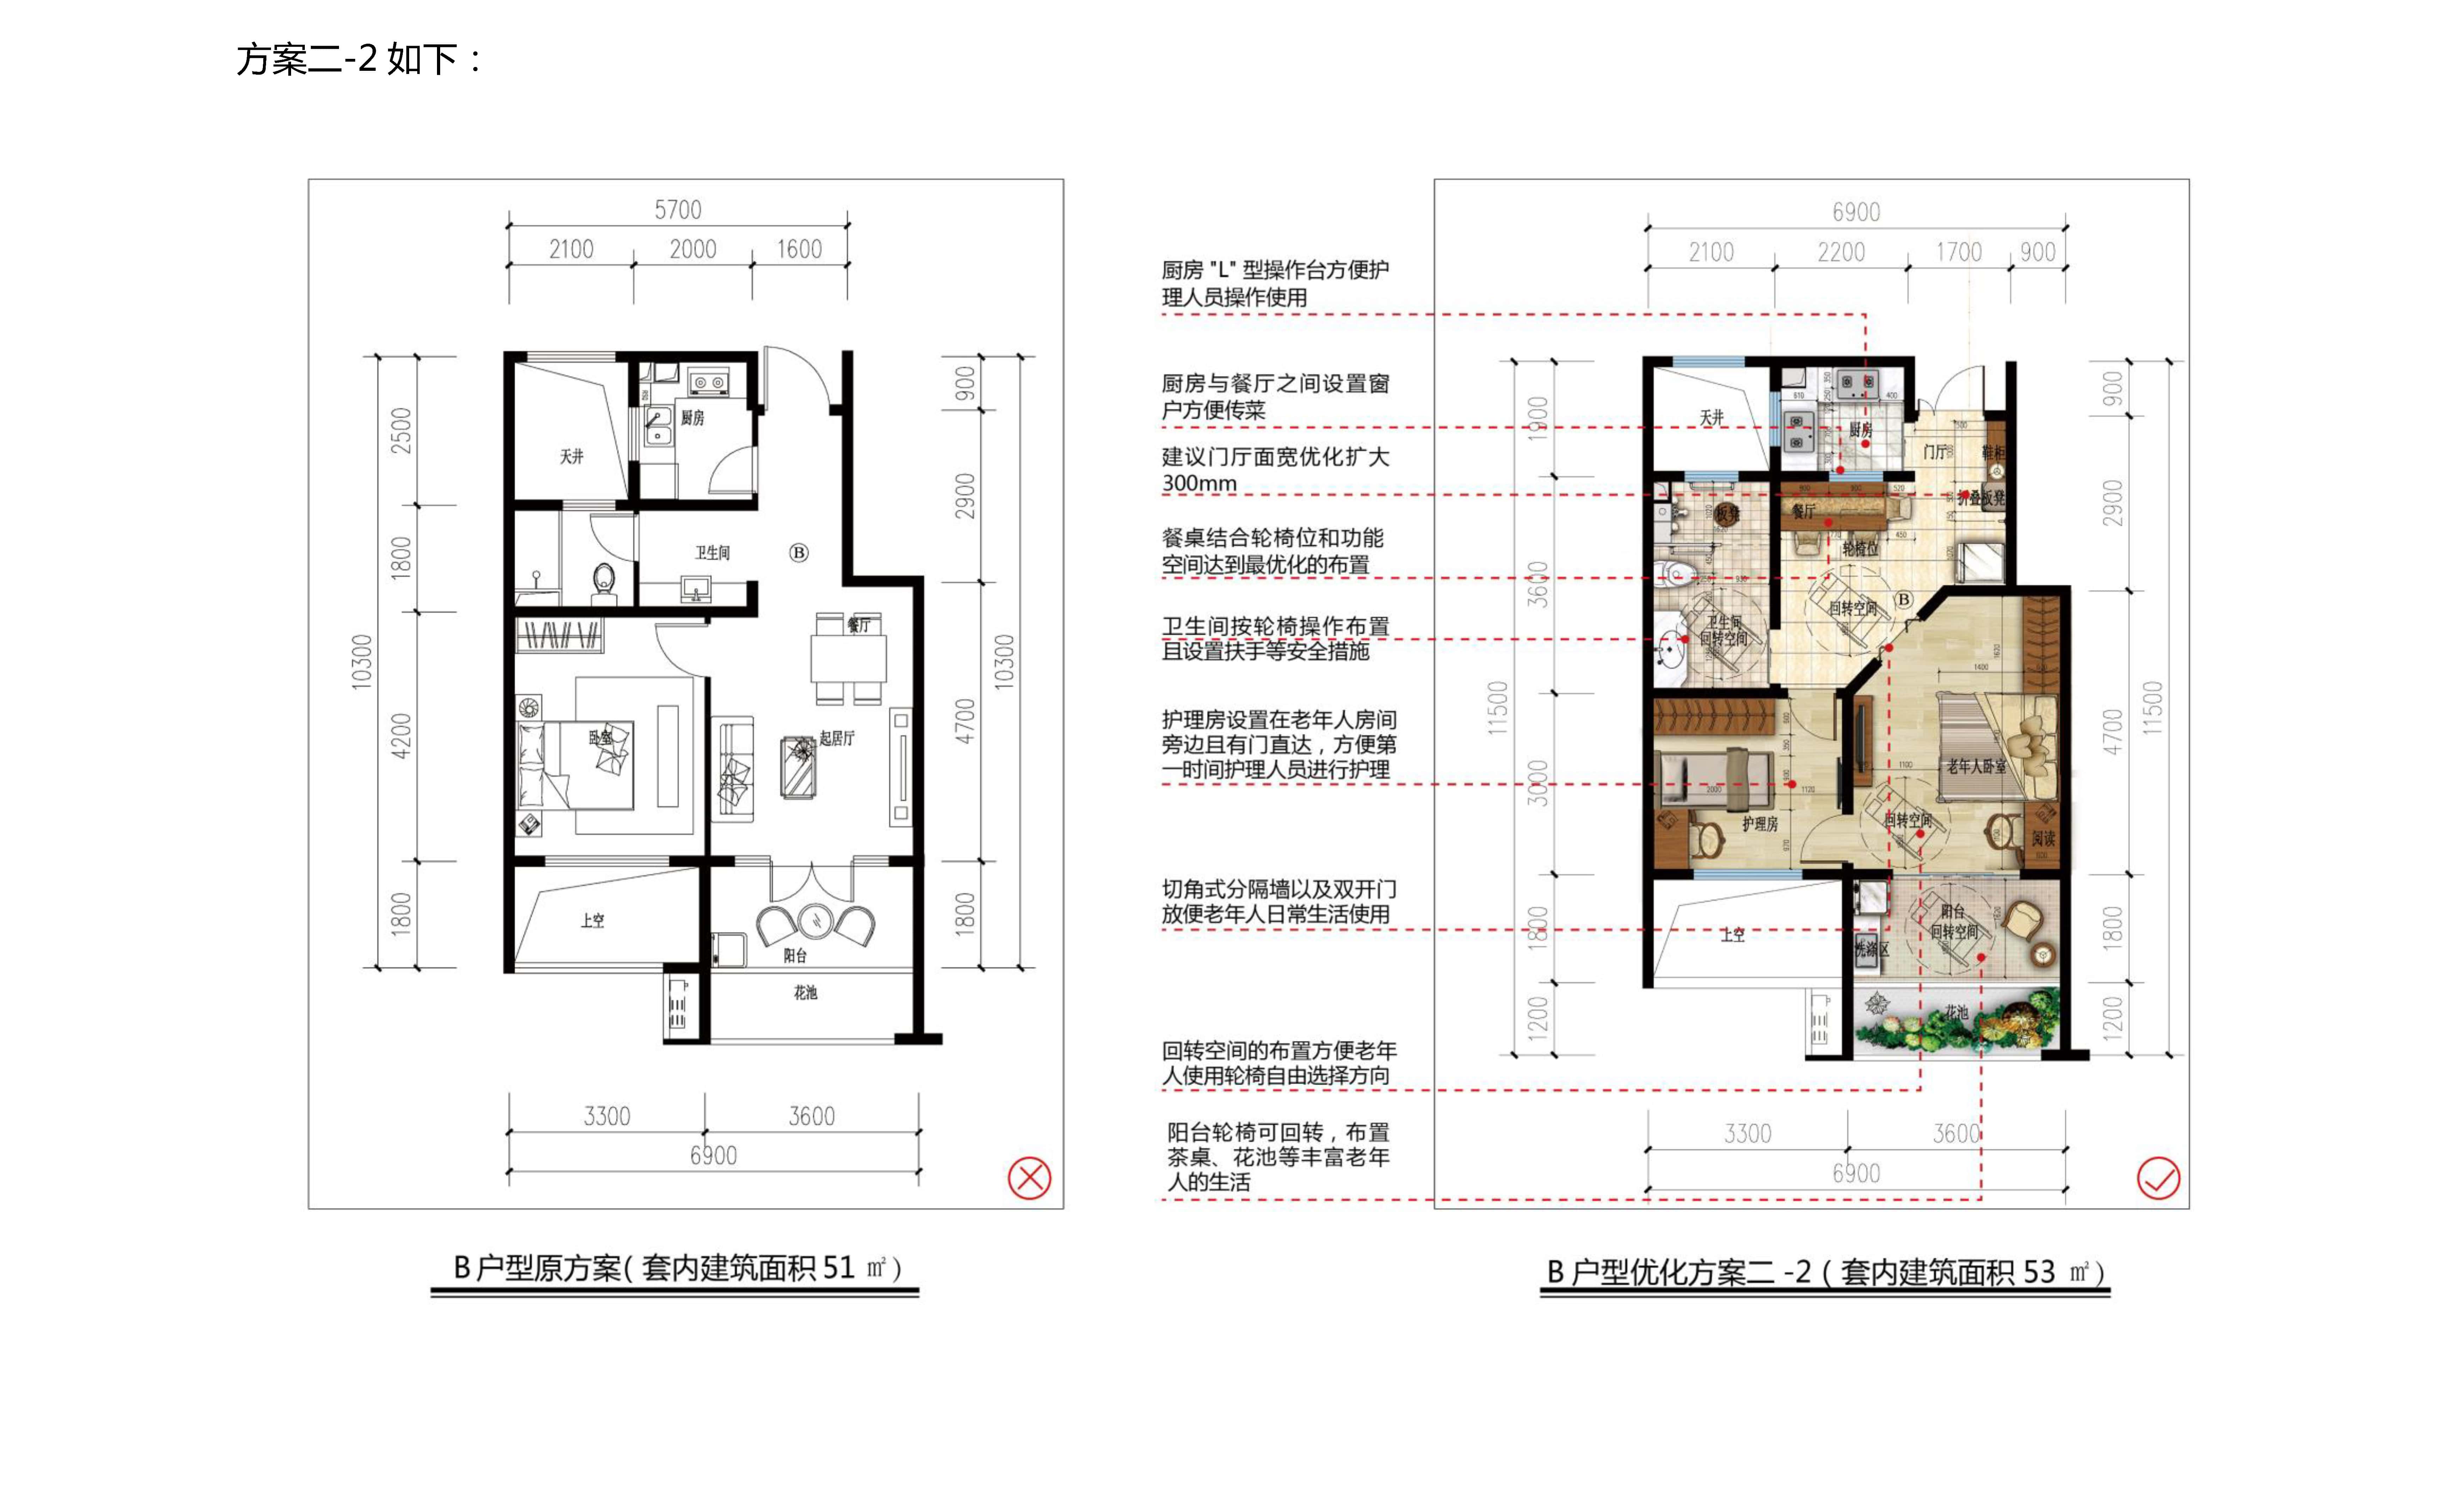 方案二-2 如下：
5700
2100 2000 1600
10300
2500
1800
4200
1800
900
2900
4700
1800
10300
天井
厨房
卫生间
B
餐厅
卧室
起居厅
上空
阳台
花池
3300 3600
6900
B 户型原方案( 套内建筑面积 51 ㎡)
厨房 "L" 型操作台方便护
理人员操作使用
厨房与餐厅之间设置窗
户方便传菜
建议门厅面宽优化扩大
300mm
餐桌结合轮椅位和功能
空间达到最优化的布置
卫生间按轮椅操作布置
且设置扶手等安全措施
护理房设置在老年人房间
旁边且有门直达，方便第
一时间护理人员进行护理
切角式分隔墙以及双开门
放便老年人日常生活使用
回转空间的布置方便老年
人使用轮椅自由选择方向
阳台轮椅可回转，布置
茶桌、花池等丰富老年
人的生活
6900
2100 2200 1700 900
11500
1900
3600
3000
1800
1200
900
2900
4700
1800
1200
11500
天井
厨房
门厅
鞋柜
折叠板凳
餐厅
板凳
轮椅位
回转空间
B
卫生间
回转空间
老年人卧室
护理房
回转空间
阅读
上空
阳台
回转空间
洗涤区
花池
3300 3600
6900
B 户型优化方案二 -2 ( 套内建筑面积 53 ㎡)